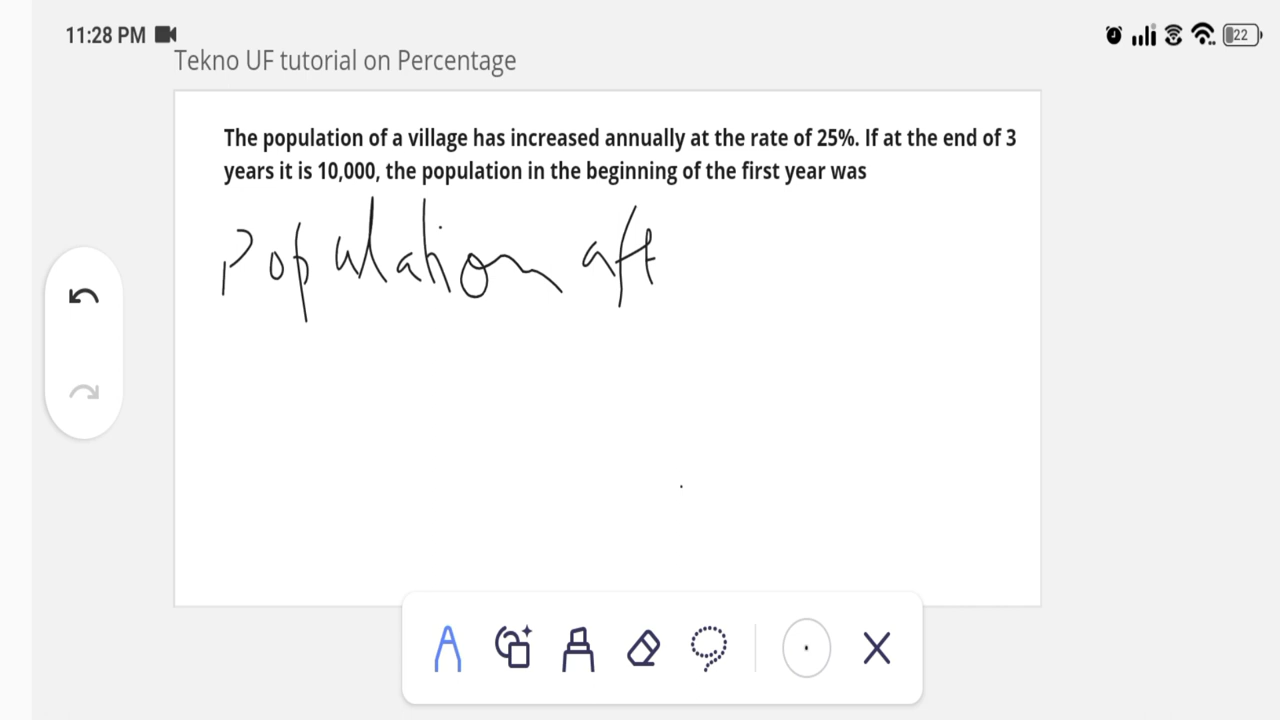 11:28 PM
22
Tekno UF tutorial on Percentage
The population of a village has increased annually at the rate of 25%. If at the end of 3
years it is 10,000, the population in the beginning of the first year was
Population aft